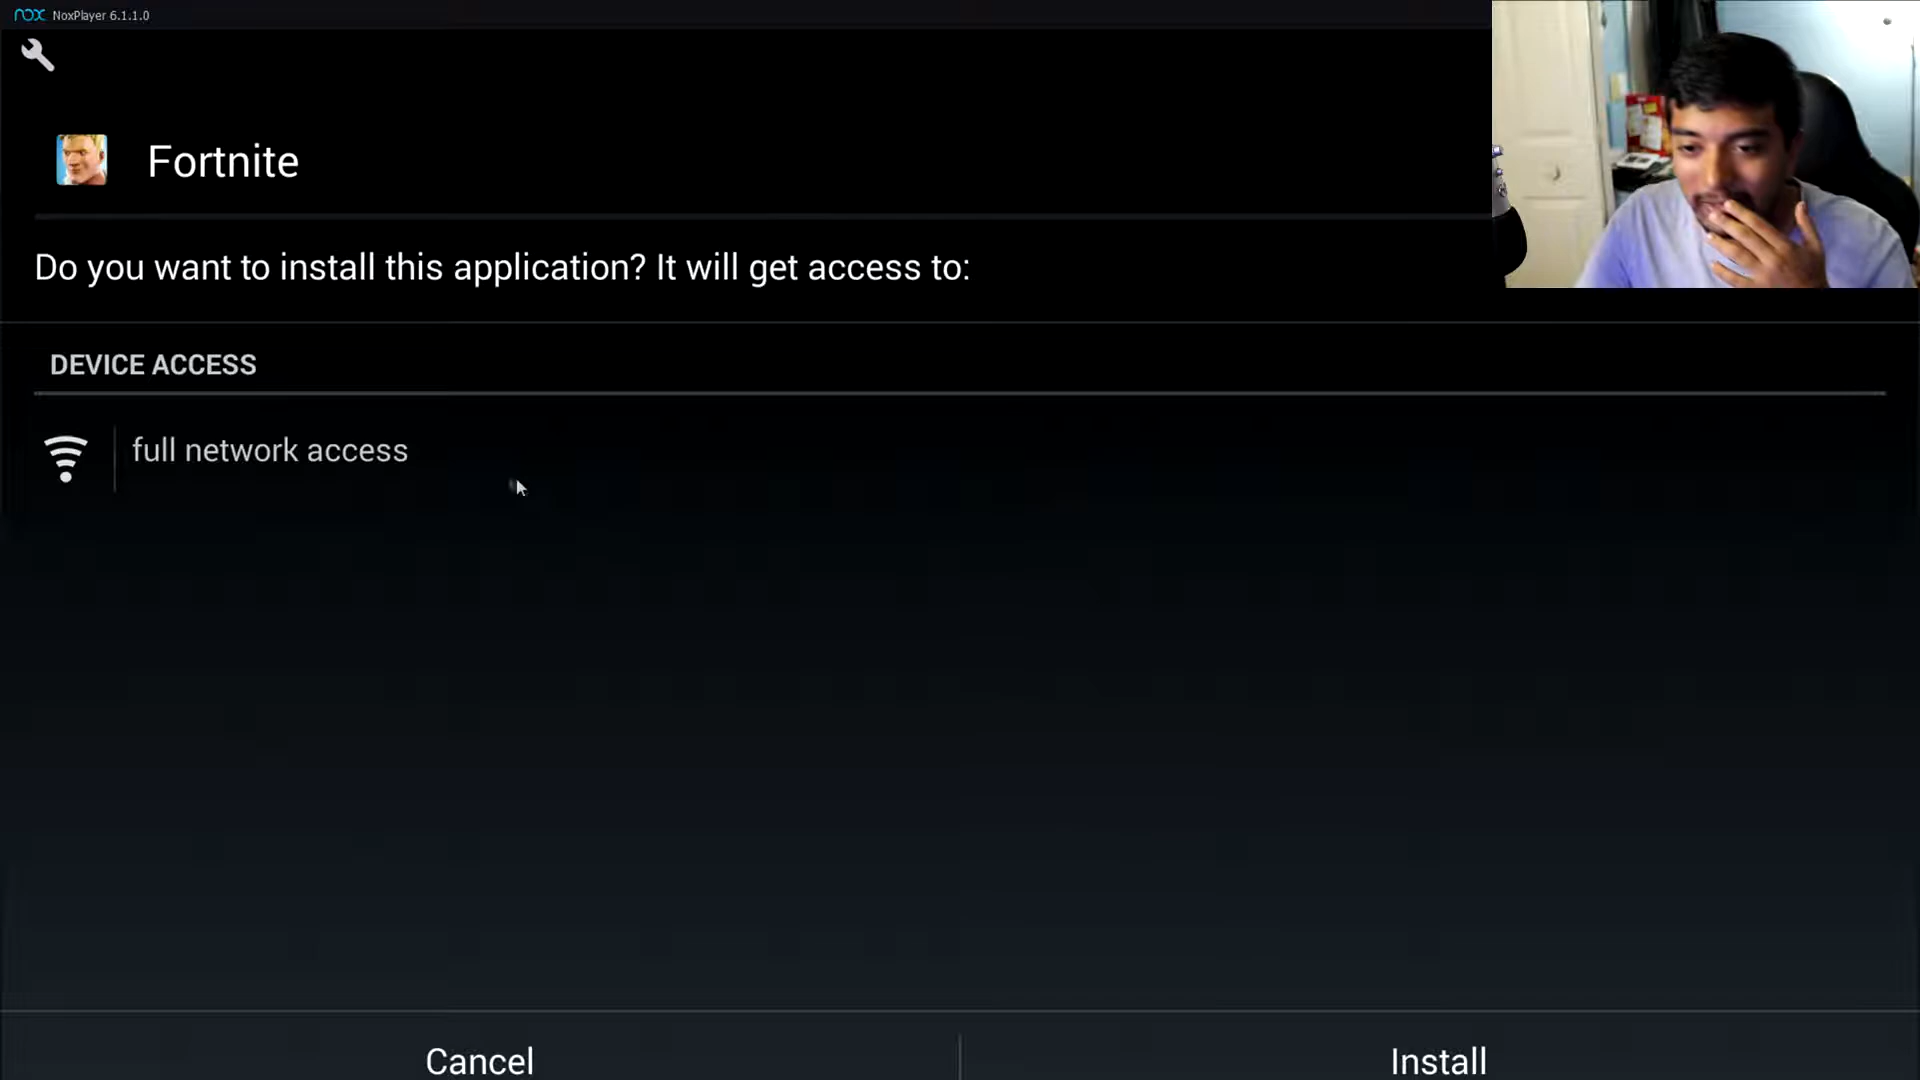 nox NoxPlayer 6.1.1.0
Fortnite
Do you want to install this application? It will get access to:
DEVICE ACCESS
full network access
Cancel
Install